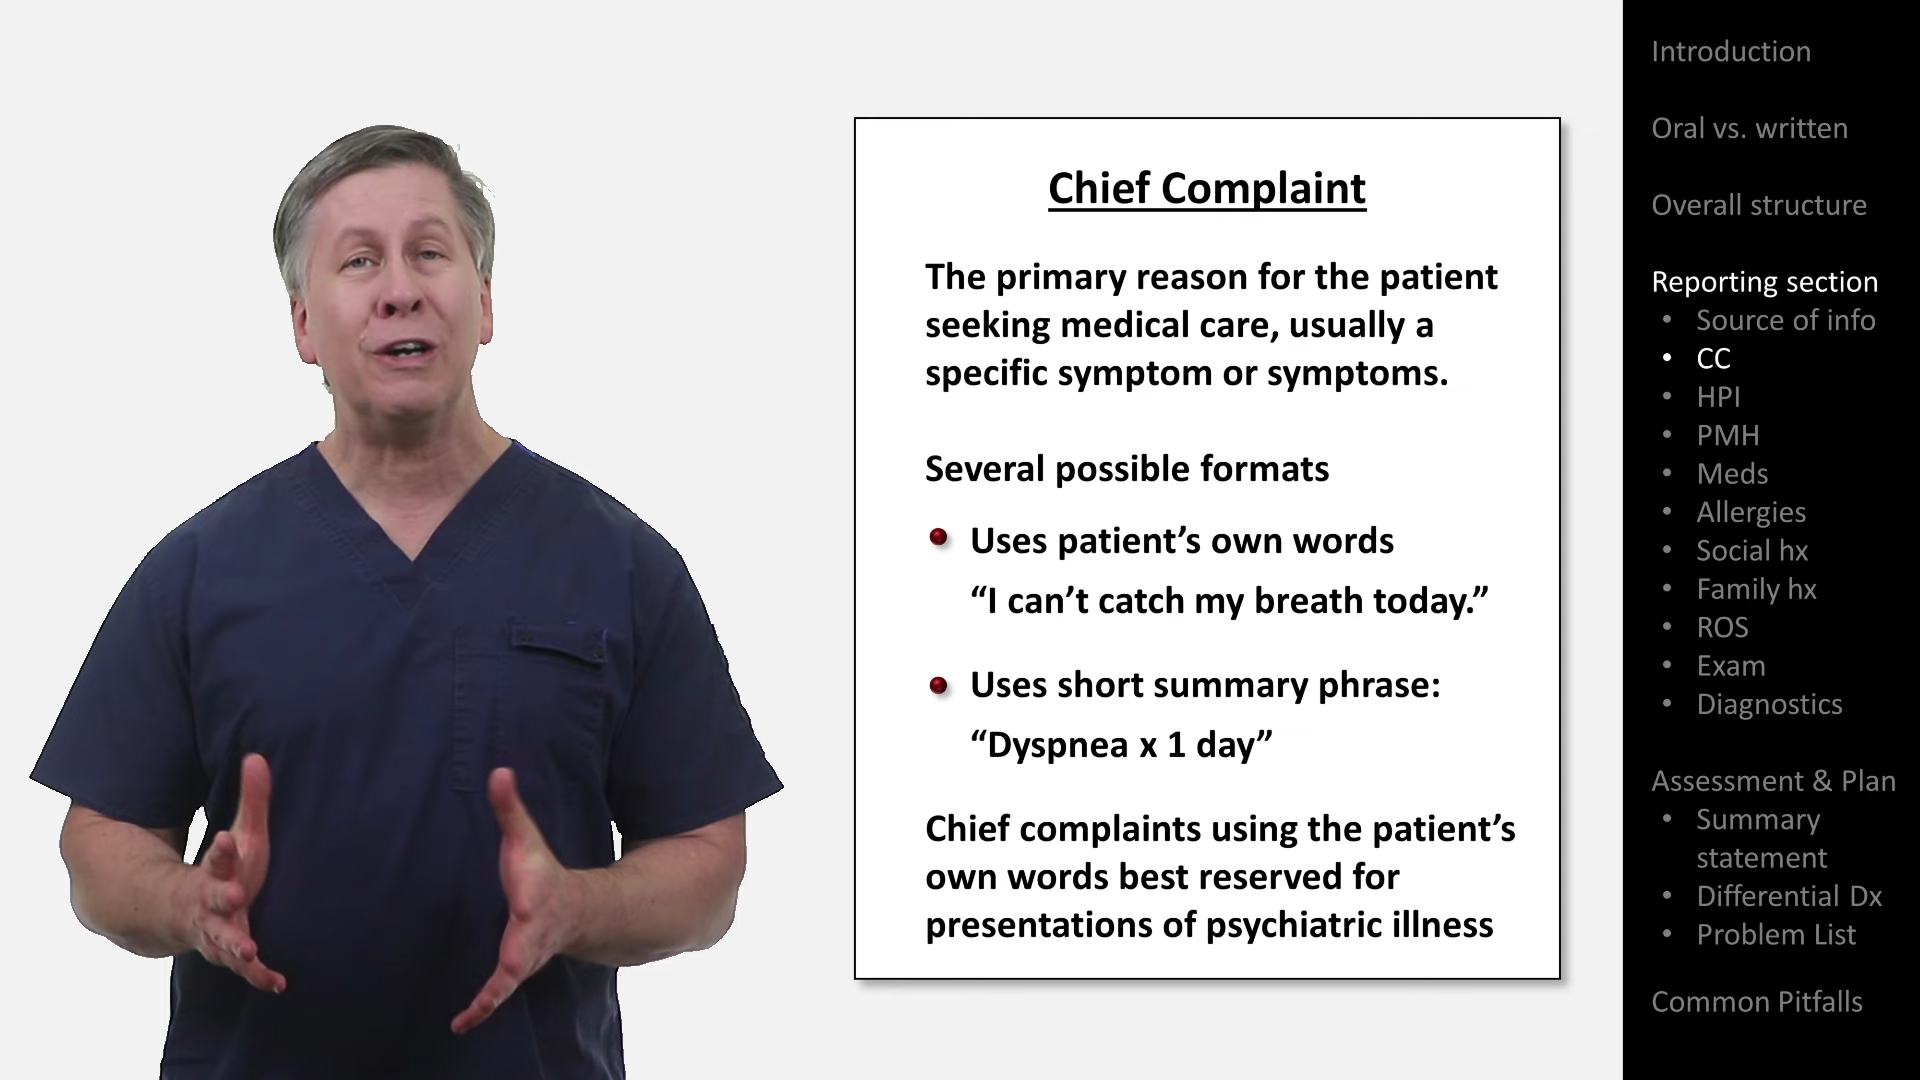 Chief Complaint
The primary reason for the patient
seeking medical care, usually a
specific symptom or symptoms.
Several possible formats
• Uses patient’s own words
“I can’t catch my breath today.”
• Uses short summary phrase:
“Dyspnea x 1 day”
Chief complaints using the patient’s
own words best reserved for
presentations of psychiatric illness
Introduction
Oral vs. written
Overall structure
Reporting section
• Source of info
• CC
• HPI
• PMH
• Meds
• Allergies
• Social hx
• Family hx
• ROS
• Exam
• Diagnostics
Assessment & Plan
• Summary
statement
• Differential Dx
• Problem List
Common Pitfalls